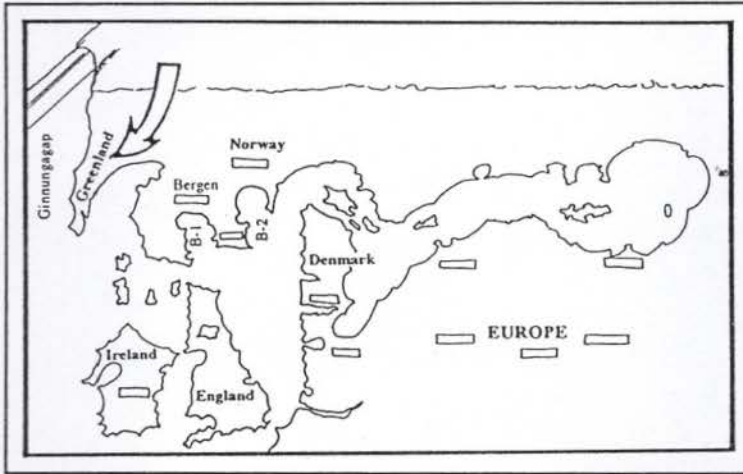 Norway
Ginnungagap
Greenland
Bergen
B-1
B-2
Denmark
EUROPE
Ireland
England